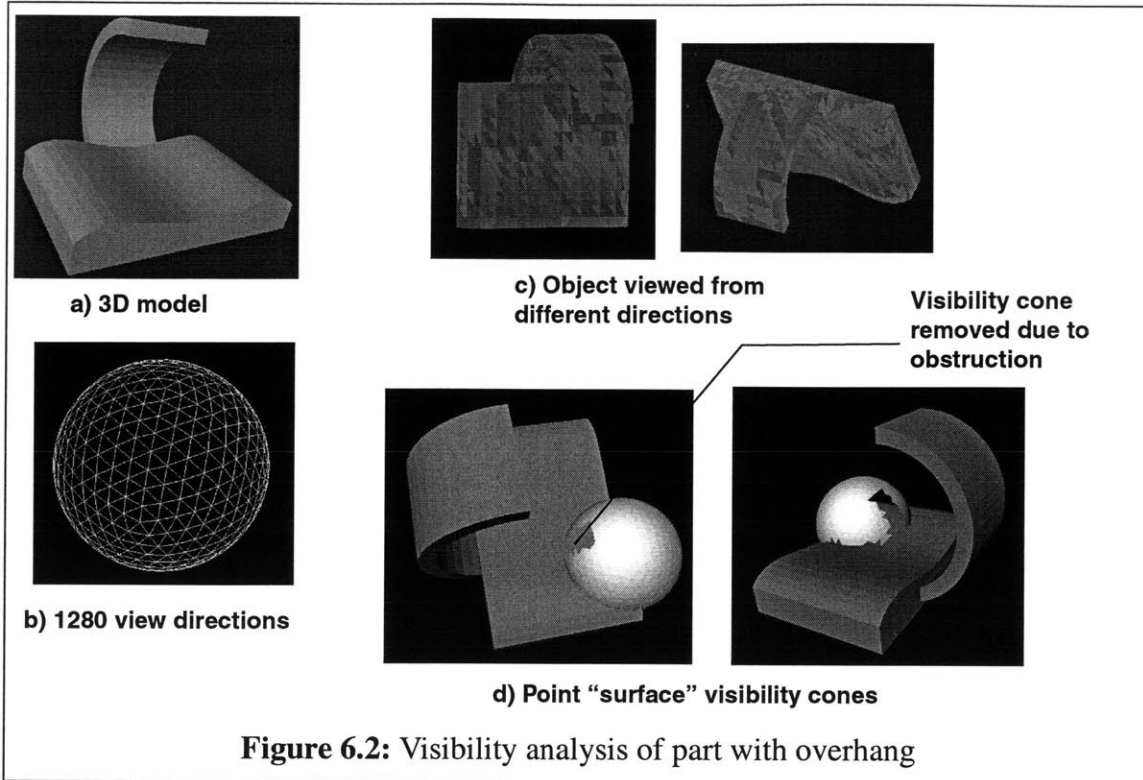 a) 3D model
c) Object viewed from
different directions
Visibility cone
removed due to
obstruction
b) 1280 view directions
d) Point “surface” visibility cones
Figure 6.2: Visibility analysis of part with overhang